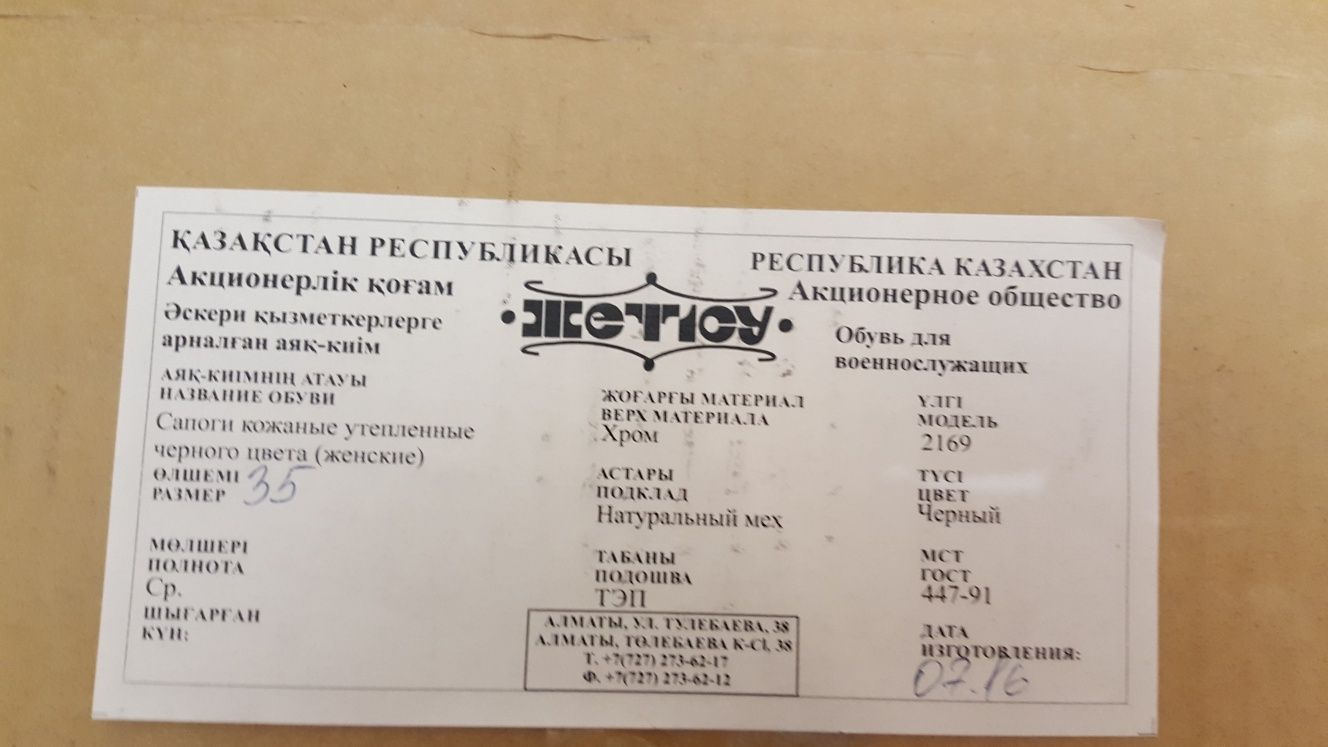 ҚАЗАҚСТАН РЕСПУБЛИКАСЫ
Акционерлік қоғам
Әскери қызметкерлерге
арналған аяқ-киім
РЕСПУБЛИКА КАЗАХСТАН
Акционерное общество
• ЖЕТІСУ •
Обувь для
военнослужащих
АЯҚ-КИІМНІҢ АТАУЫ
НАЗВАНИЕ ОБУВИ
Сапоги кожаные утепленные
черного цвета (женские)
ӨЛШЕМІ
РАЗМЕР 35
МӨЛШЕРІ
ПОЛНОТА
Ср.
ШЫҒАРҒАН
КҮН:
ЖОҒАРҒЫ МАТЕРИАЛ
ВЕРХ МАТЕРИАЛА
Хром
АСТАРЫ
ПОДКЛАД
Натуральный мех
ТАБАНЫ
ПОДОШВА
ТЭП
АЛМАТЫ, УЛ. ТУЛЕБАЕВА, 38
АЛМАТЫ, ТӨЛЕБАЕВА К-СІ, 38
Т. +7(727) 273-62-17
Ф. +7(727) 273-62-12
ҮЛГІ
МОДЕЛЬ
2169
ТҮСІ
ЦВЕТ
Черный
МСТ
ГОСТ
447-91
ДАТА
ИЗГОТОВЛЕНИЯ:
07.16